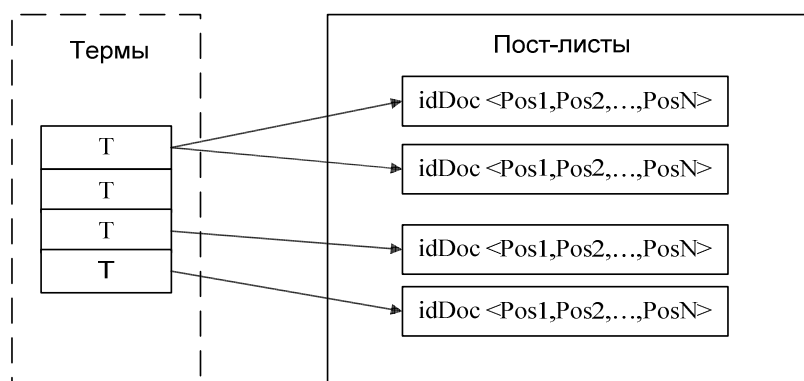 Термы
Пост-листы
T
T
T
T
idDoc <Pos1,Pos2,…,PosN>
idDoc <Pos1,Pos2,…,PosN>
idDoc <Pos1,Pos2,…,PosN>
idDoc <Pos1,Pos2,…,PosN>